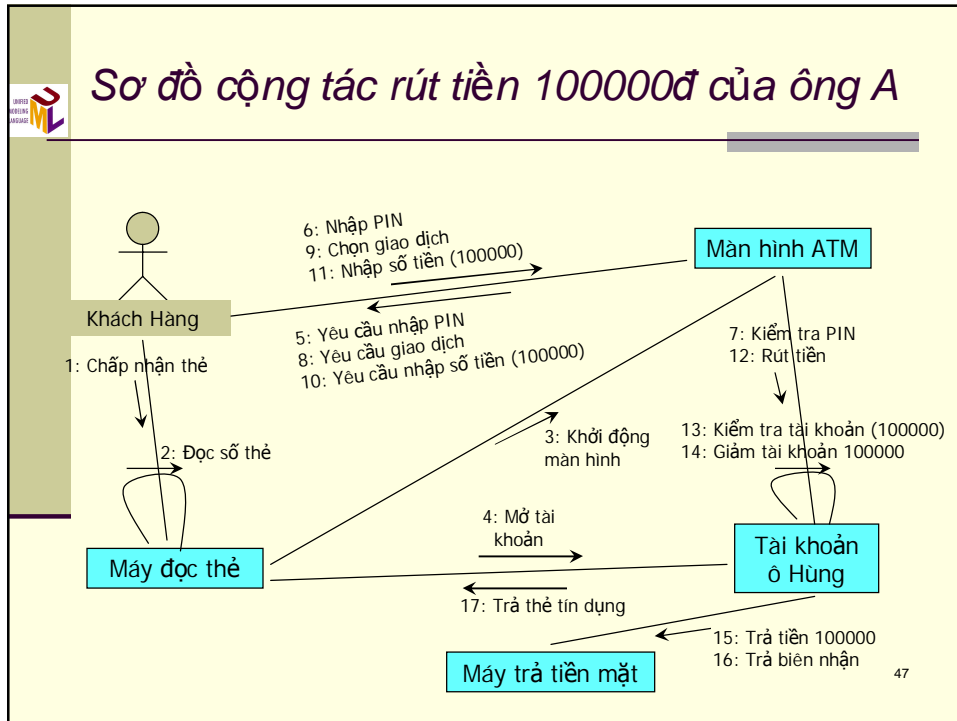 Sơ đồ cộng tác rút tiền 100000đ của ông A
UNIFIED
MODELING
LANGUAGE
UML
6: Nhập PIN
9: Chọn giao dịch
11: Nhập số tiền (100000)
Màn hình ATM
Khách Hàng
5: Yêu cầu nhập PIN
8: Yêu cầu giao dịch
10: Yêu cầu nhập số tiền (100000)
7: Kiểm tra PIN
12: Rút tiền
1: Chấp nhận thẻ
2: Đọc số thẻ
3: Khởi động
màn hình
13: Kiểm tra tài khoản (100000)
14: Giảm tài khoản 100000
4: Mở tài
khoản
Máy đọc thẻ
Tài khoản
ô Hùng
17: Trả thẻ tín dụng
15: Trả tiền 100000
16: Trả biên nhận
Máy trả tiền mặt
47